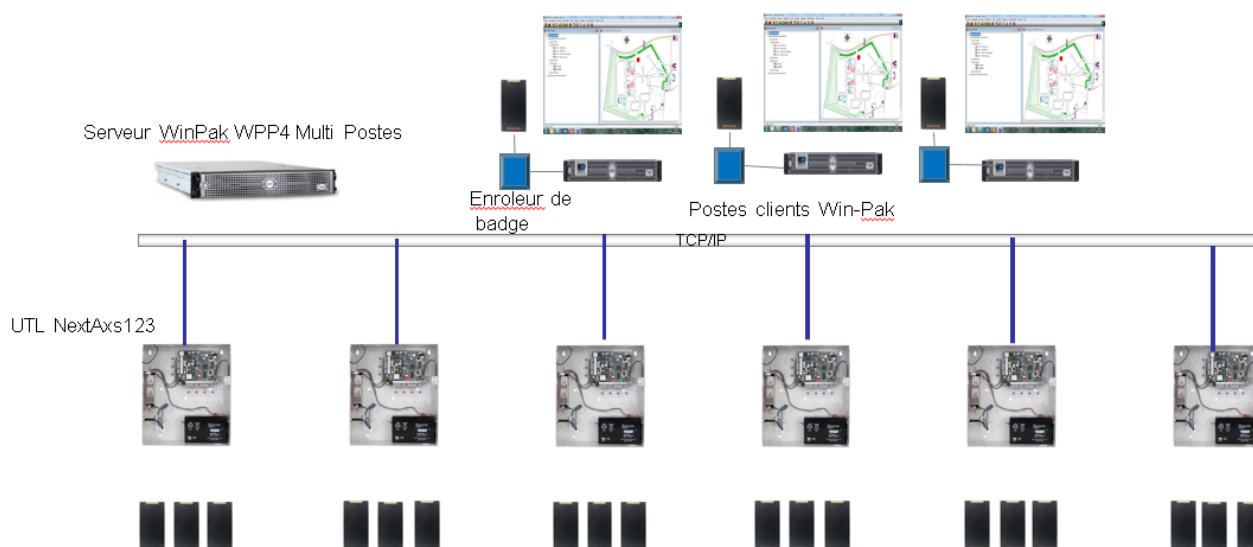 Serveur WinPak WPP4 Multi Postes
Enroleur de
badge
Postes clients Win-Pak
TCP/IP
UTL NextAxs123